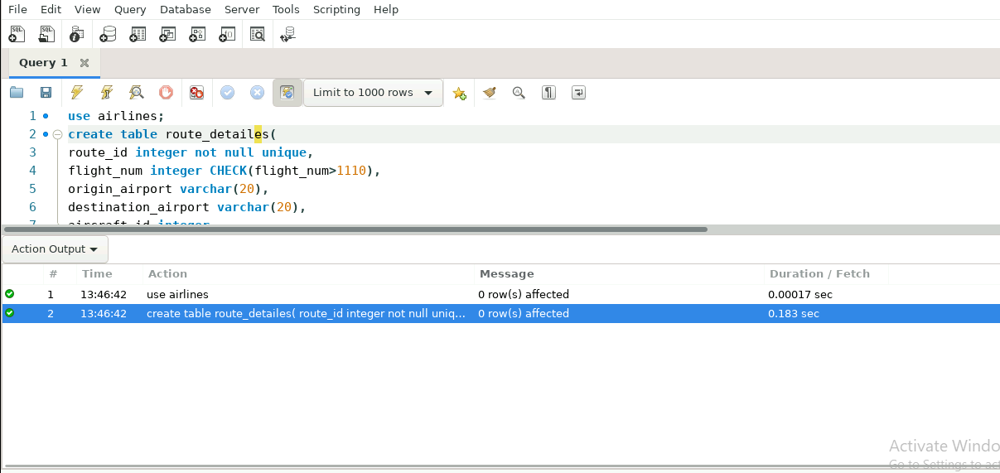 File Edit View Query Database Server Tools Scripting Help
Query 1
Limit to 1000 rows
1 use airlines;
2 create table route_detailes(
3 route_id integer not null unique,
4 flight_num integer CHECK(flight_num>1110),
5 origin_airport varchar(20),
6 destination_airport varchar(20),
7 aircraft_id integer
Action Output
# Time Action Message Duration / Fetch
1 13:46:42 use airlines 0 row(s) affected 0.00017 sec
2 13:46:42 create table route_detailes( route_id integer not null uniq... 0 row(s) affected 0.183 sec
Activate Windo
Go to Settings to act